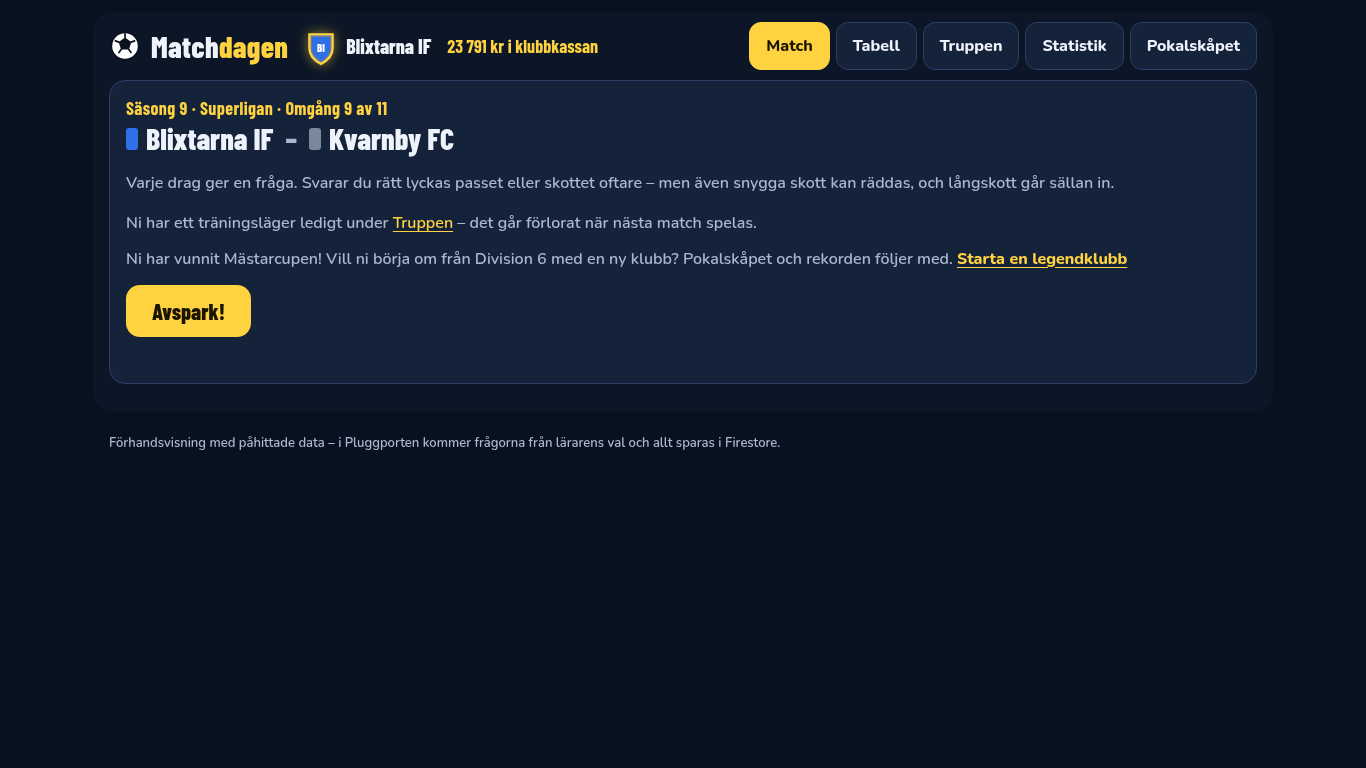 Matchdagen BI Blixtarna IF 23 791 kr i klubbkassan Match Tabell Truppen Statistik Pokalskåpet
Säsong 9 · Superligan · Omgång 9 av 11
Blixtarna IF – Kvarnby FC
Varje drag ger en fråga. Svarar du rätt lyckas passet eller skottet oftare – men även snygga skott kan räddas, och långskott går sällan in.
Ni har ett träningsläger ledigt under Truppen – det går förlorat när nästa match spelas.
Ni har vunnit Mästarcupen! Vill ni börja om från Division 6 med en ny klubb? Pokalskåpet och rekorden följer med. Starta en legendklubb
Avspark!
Förhandsvisning med påhittade data – i Pluggporten kommer frågorna från lärarens val och allt sparas i Firestore.